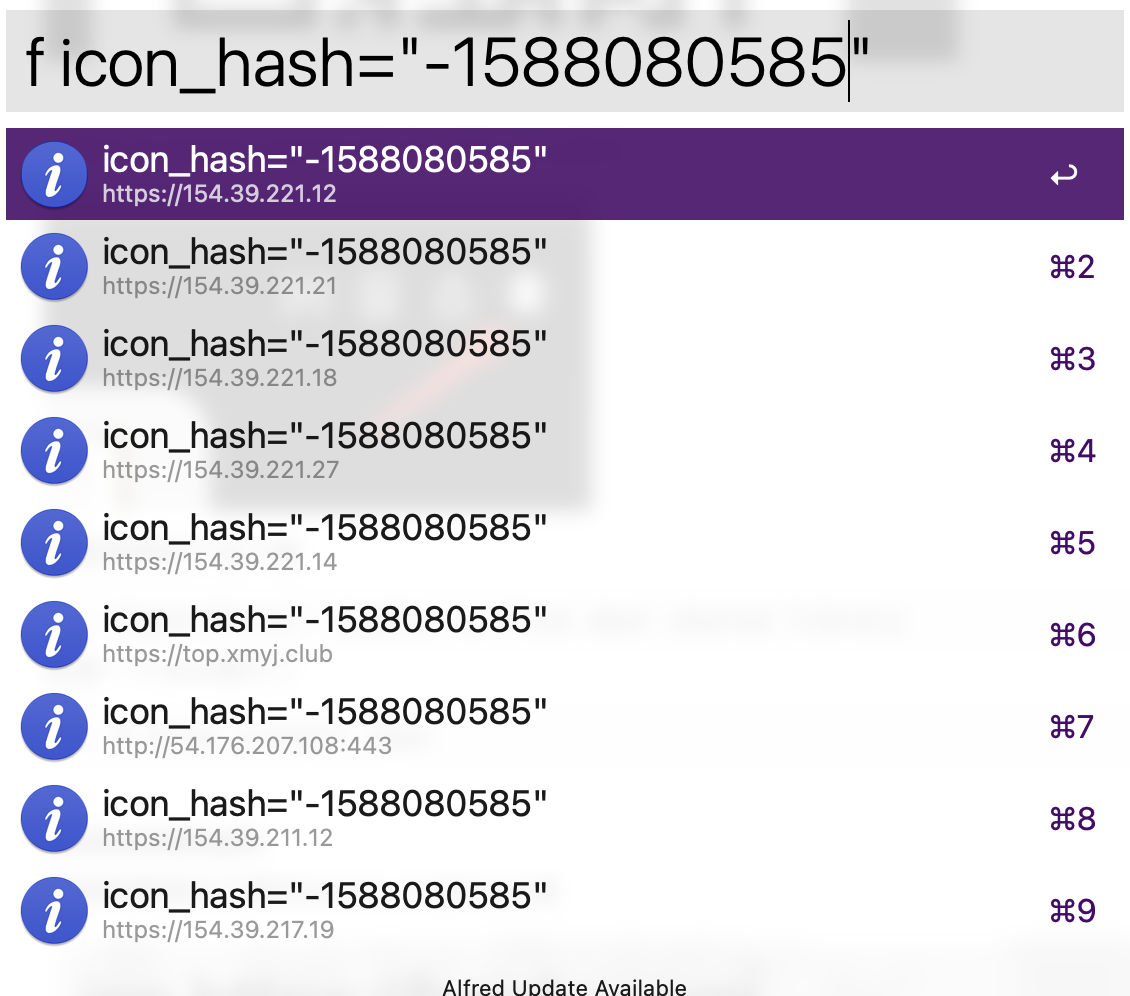 f icon_hash="-1588080585"
icon_hash="-1588080585"
https://154.39.221.12
icon_hash="-1588080585"
https://154.39.221.21
⌘2
icon_hash="-1588080585"
https://154.39.221.18
⌘3
icon_hash="-1588080585"
https://154.39.221.27
⌘4
icon_hash="-1588080585"
https://154.39.221.14
⌘5
icon_hash="-1588080585"
https://top.xmyj.club
⌘6
icon_hash="-1588080585"
http://54.176.207.108:443
⌘7
icon_hash="-1588080585"
https://154.39.211.12
⌘8
icon_hash="-1588080585"
https://154.39.217.19
⌘9
Alfred Update Available